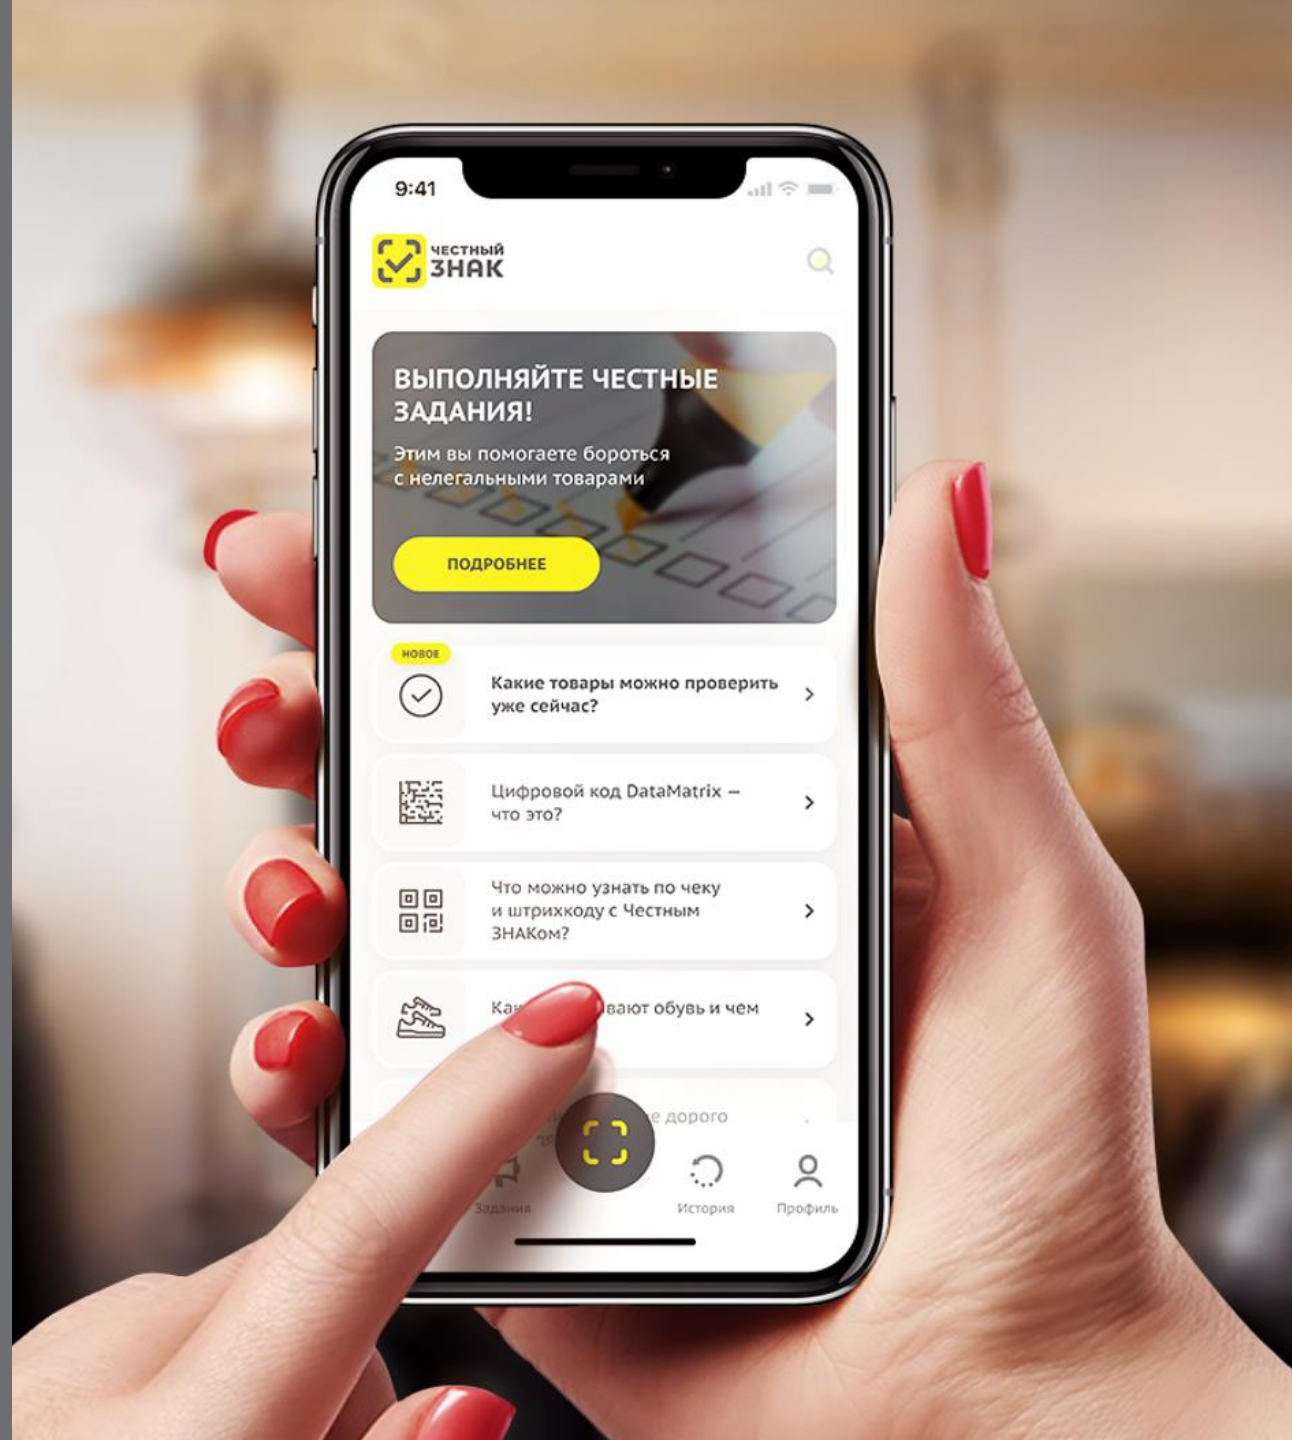 9:41
ЧЕСТНЫЙ
ЗНАК
ВЫПОЛНЯЙТЕ ЧЕСТНЫЕ
ЗАДАНИЯ!
Этим вы помогаете бороться
с нелегальными товарами
ПОДРОБНЕЕ
НОВОЕ
Какие товары можно проверить
уже сейчас?
Цифровой код DataMatrix —
что это?
Что можно узнать по чеку
и штрихкоду с Честным
ЗНАКом?
обувь и чем
дорого
Задания
История
Профиль